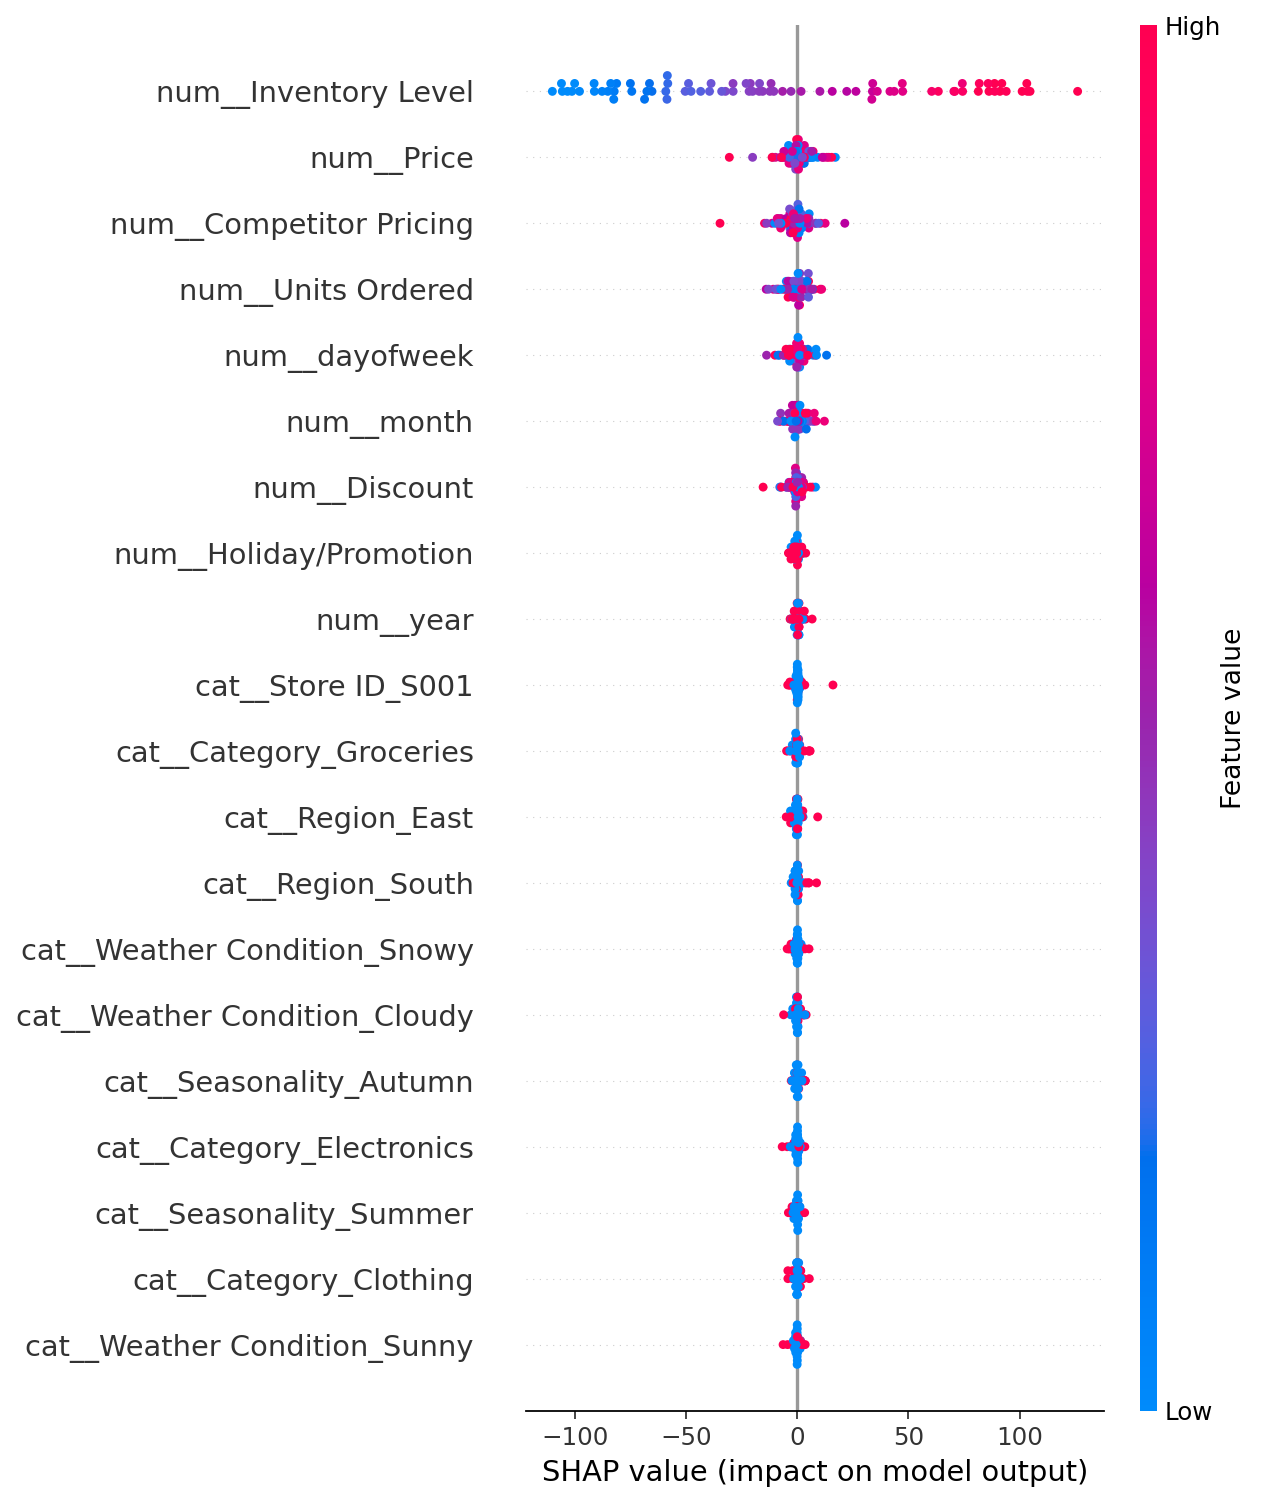 High
num__Inventory Level
num__Price
num__Competitor Pricing
num__Units Ordered
num__dayofweek
num__month
num__Discount
num__Holiday/Promotion
num__year
cat__Store ID_S001
cat__Category_Groceries
cat__Region_East
cat__Region_South
cat__Weather Condition_Snowy
cat__Weather Condition_Cloudy
cat__Seasonality_Autumn
cat__Category_Electronics
cat__Seasonality_Summer
cat__Category_Clothing
cat__Weather Condition_Sunny
Feature value
Low
−100 −50 0 50 100
SHAP value (impact on model output)